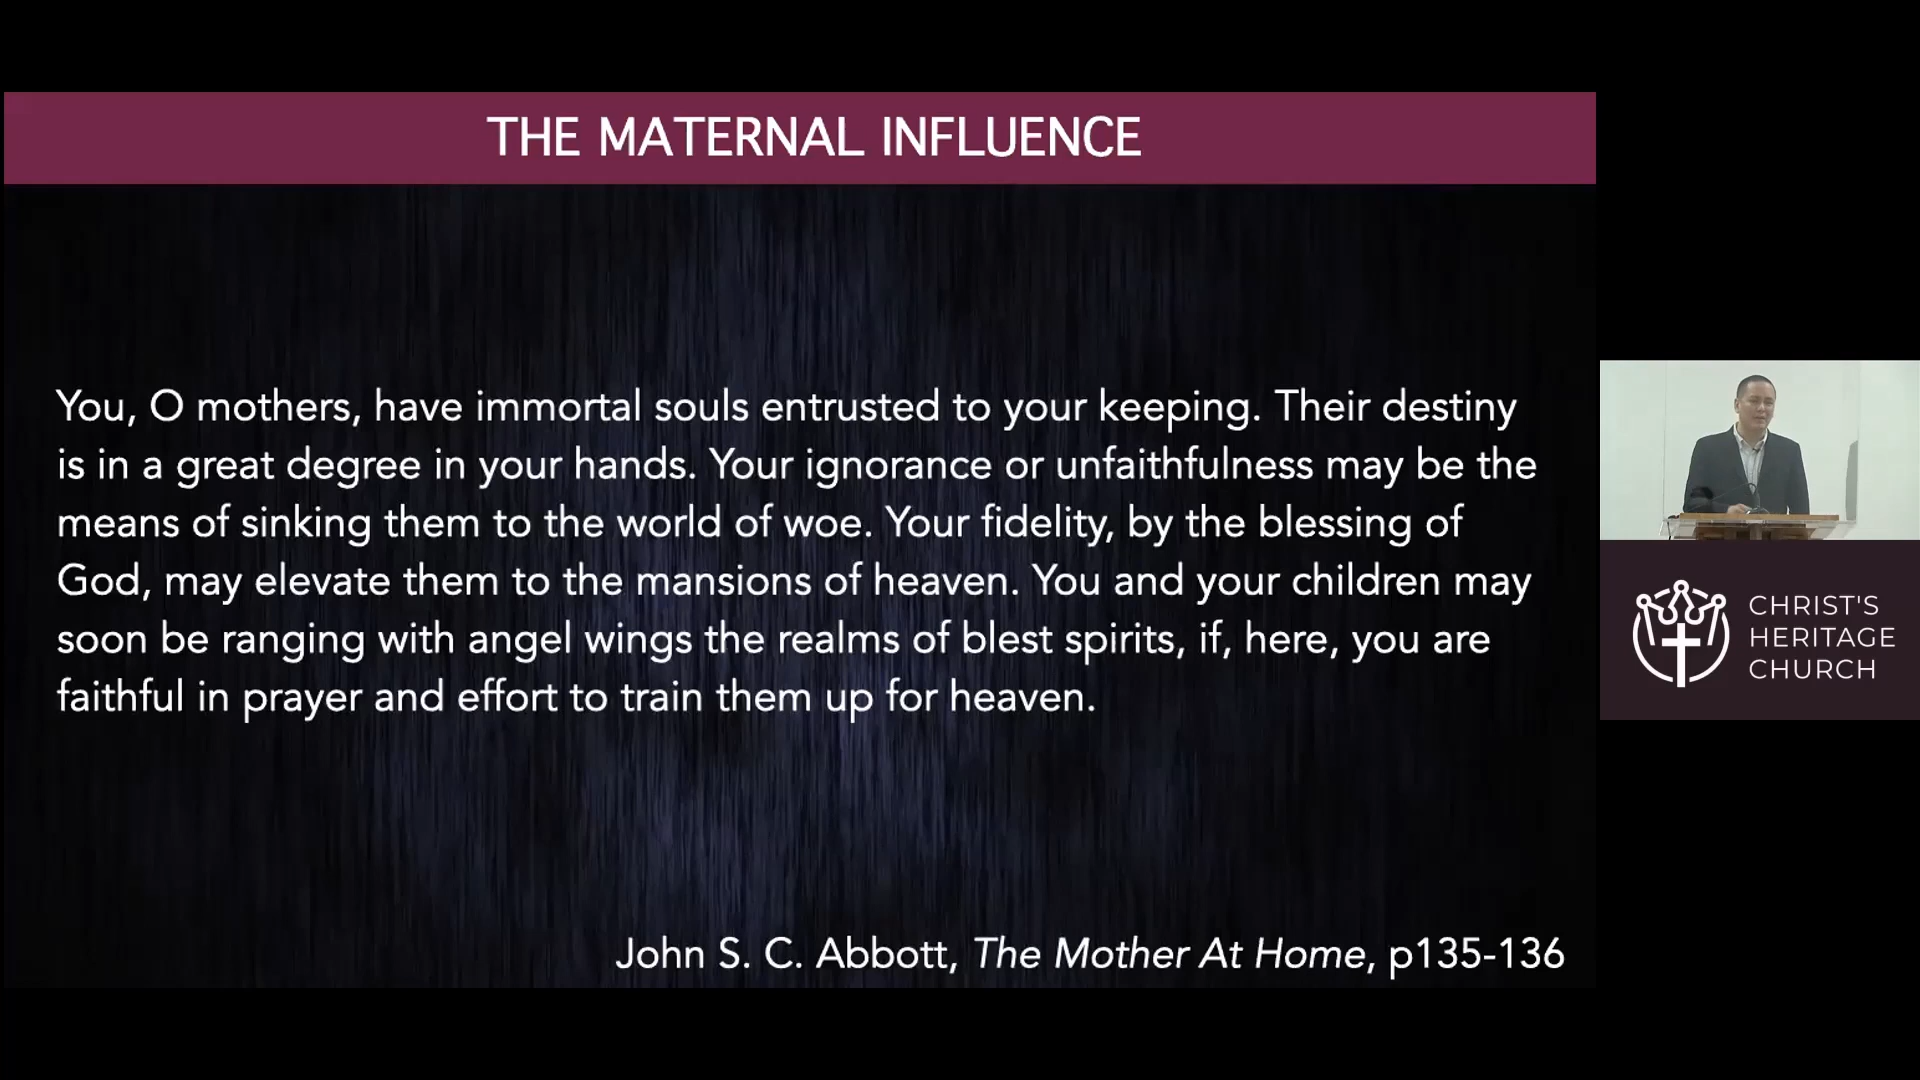 THE MATERNAL INFLUENCE
You, O mothers, have immortal souls entrusted to your keeping. Their destiny
is in a great degree in your hands. Your ignorance or unfaithfulness may be the
means of sinking them to the world of woe. Your fidelity, by the blessing of
God, may elevate them to the mansions of heaven. You and your children may
soon be ranging with angel wings the realms of blest spirits, if, here, you are
faithful in prayer and effort to train them up for heaven.
John S. C. Abbott, The Mother At Home, p135-136
CHRIST'S
HERITAGE
CHURCH